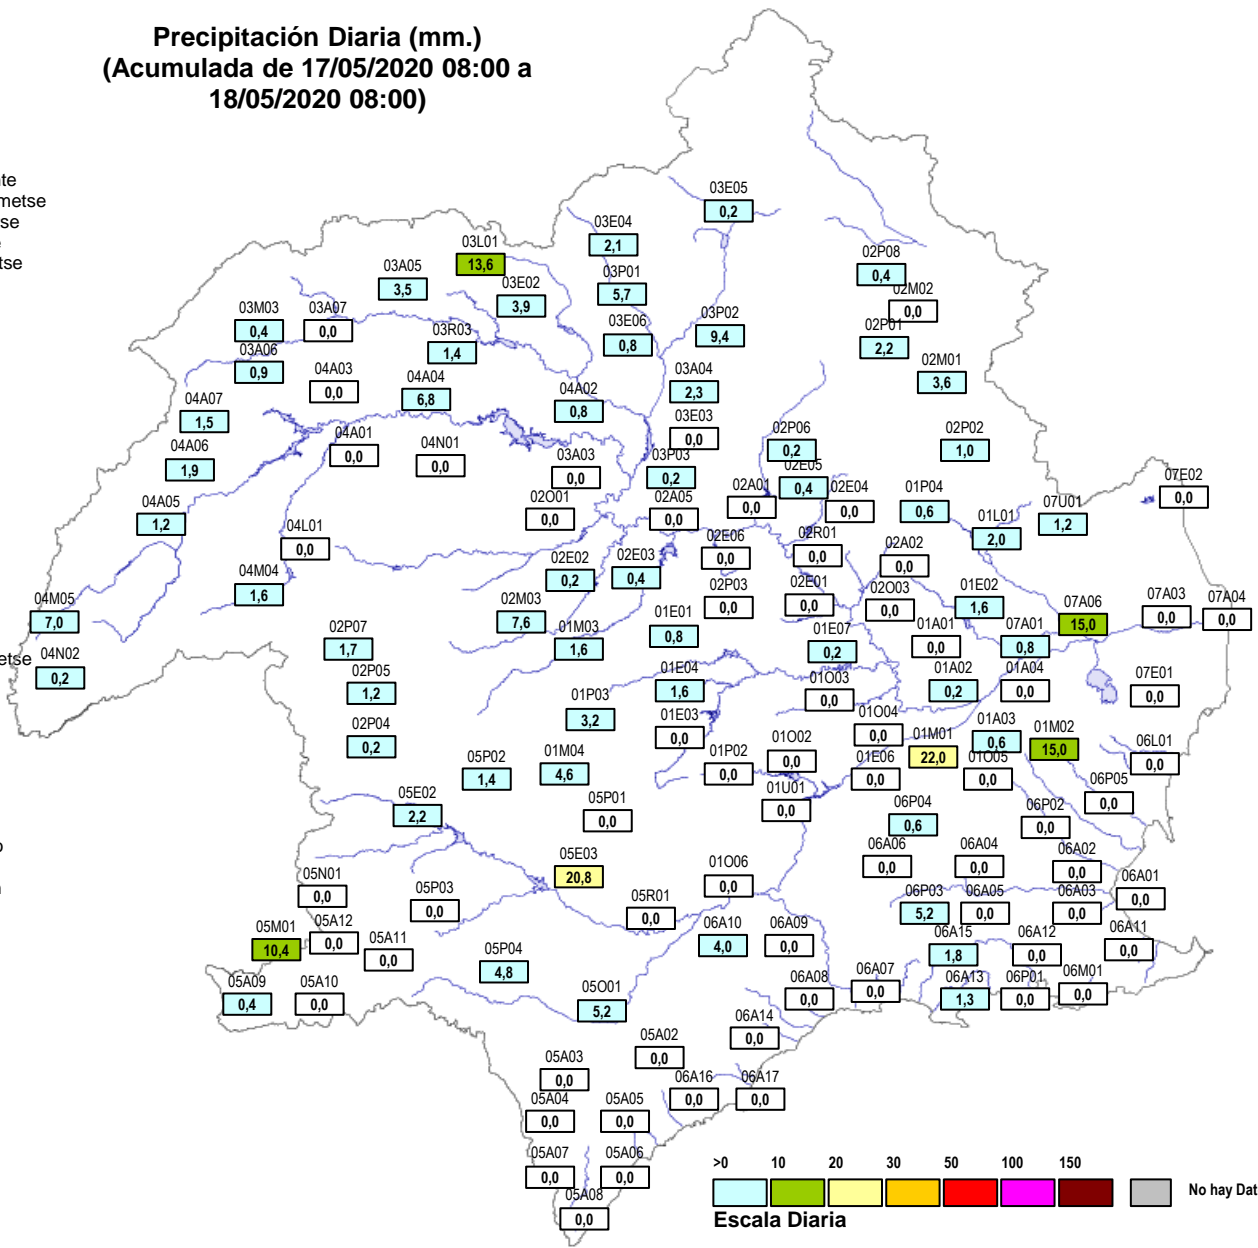 Precipitación Diaria (mm.)
(Acumulada de 17/05/2020 08:00 a
18/05/2020 08:00)
nte
metse
se
e
tse
etse
o
n
03E05
0,2
03E04
2,1
03L01
13,6
02P08
0,4
03A05
3,5
03P01
5,7
03E02
3,9
02M02
0,0
03M03
0,4
03A07
0,0
03P02
9,4
03E06
0,8
03R03
1,4
02P01
2,2
03A06
0,9
02M01
3,6
04A03
0,0
04A04
6,8
03A04
2,3
04A02
0,8
04A07
1,5
03E03
0,0
04A01
0,0
04N01
0,0
02P06
0,2
02P02
1,0
04A06
1,9
03A03
0,0
03P03
0,2
02E05
0,4
07E02
0,0
02A01
0,0
02E04
0,0
01P04
0,6
04A05
1,2
02O01
0,0
02A05
0,0
01L01
2,0
07U01
1,2
04L01
0,0
02E06
0,0
02R01
0,0
02A02
0,0
04M04
1,6
02E02
0,2
02E03
0,4
04M05
7,0
02M03
7,6
02P03
0,0
02E01
0,0
02O03
0,0
01E02
1,6
07A06
15,0
07A03
0,0
07A04
0,0
02P07
1,7
01M03
1,6
01E01
0,8
01E07
0,2
01A01
0,0
07A01
0,8
04N02
0,2
02P05
1,2
01E04
1,6
01O03
0,0
01A02
0,2
01A04
0,0
07E01
0,0
01P03
3,2
02P04
0,2
01E03
0,0
01O04
0,0
01A03
0,6
01M02
15,0
01M01
22,0
05P02
1,4
01M04
4,6
01P02
0,0
01O02
0,0
01E06
0,0
01O05
0,0
06L01
0,0
05E02
2,2
05P01
0,0
01U01
0,0
06P04
0,6
06P02
0,0
06P05
0,0
05E03
20,8
06A06
0,0
06A04
0,0
06A02
0,0
05N01
0,0
05P03
0,0
01O06
0,0
06A01
0,0
05R01
0,0
06P03
5,2
06A05
0,0
06A03
0,0
05M01
10,4
05A12
0,0
05A11
0,0
06A10
4,0
06A09
0,0
06A15
1,8
06A12
0,0
06A11
0,0
05P04
4,8
05A09
0,4
05A10
0,0
05O01
5,2
06A08
0,0
06A07
0,0
06A13
1,3
06P01
0,0
06M01
0,0
06A14
0,0
05A02
0,0
05A03
0,0
06A16
0,0
06A17
0,0
05A04
0,0
05A05
0,0
05A07
0,0
05A06
0,0
05A08
0,0
>0 10 20 30 50 100 150
No hay Dat
Escala Diaria